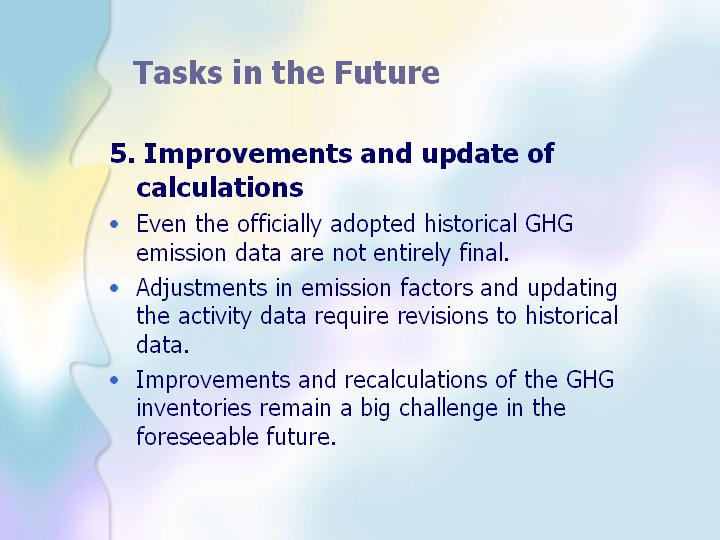 Tasks in the Future
5. Improvements and update of
calculations
• Even the officially adopted historical GHG
emission data are not entirely final.
• Adjustments in emission factors and updating
the activity data require revisions to historical
data.
• Improvements and recalculations of the GHG
inventories remain a big challenge in the
foreseeable future.